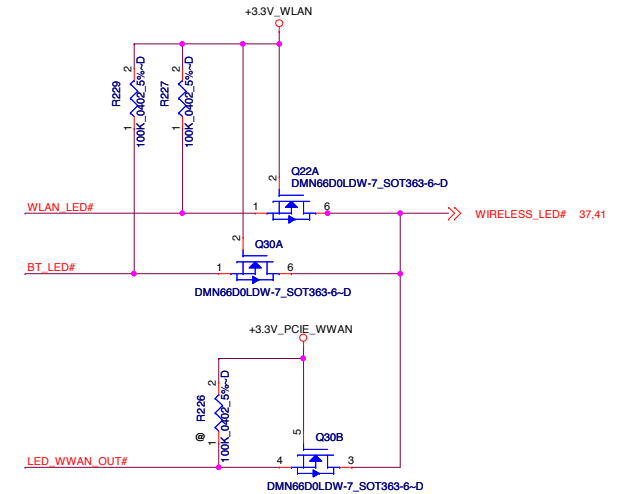 +3.3V_WLAN
R229
2
1
100K_0402_5%~D
R227
2
1
100K_0402_5%~D
2
Q22A
DMN66D0LDW-7_SOT363-6~D
WLAN_LED#
1
6
WIRELESS_LED# 37,41
2
Q30A
BT_LED#
1
6
DMN66D0LDW-7_SOT363-6~D
+3.3V_PCIE_WWAN
R226
@
2
1
100K_0402_5%~D
5
Q30B
LED_WWAN_OUT#
4
3
DMN66D0LDW-7_SOT363-6~D